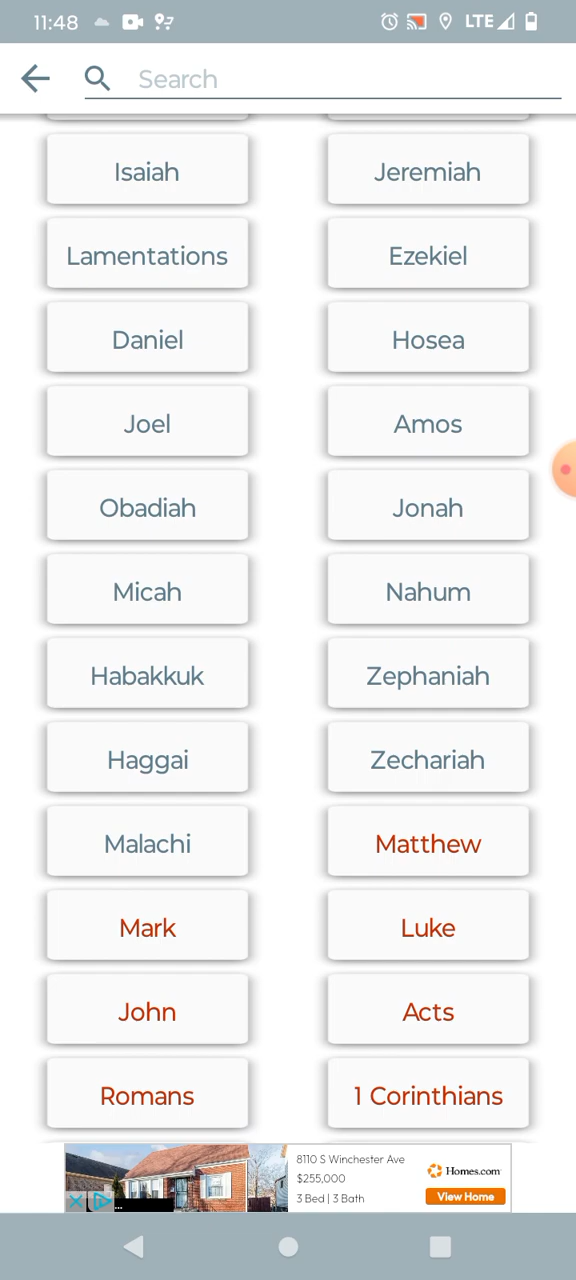 11:48
LTE
Search
Isaiah
Jeremiah
Lamentations
Ezekiel
Daniel
Hosea
Joel
Amos
Obadiah
Jonah
Micah
Nahum
Habakkuk
Zephaniah
Haggai
Zechariah
Malachi
Matthew
Mark
Luke
John
Acts
Romans
1 Corinthians
8110 S Winchester Ave
$255,000
3 Bed | 3 Bath
Homes.com
View Home
...